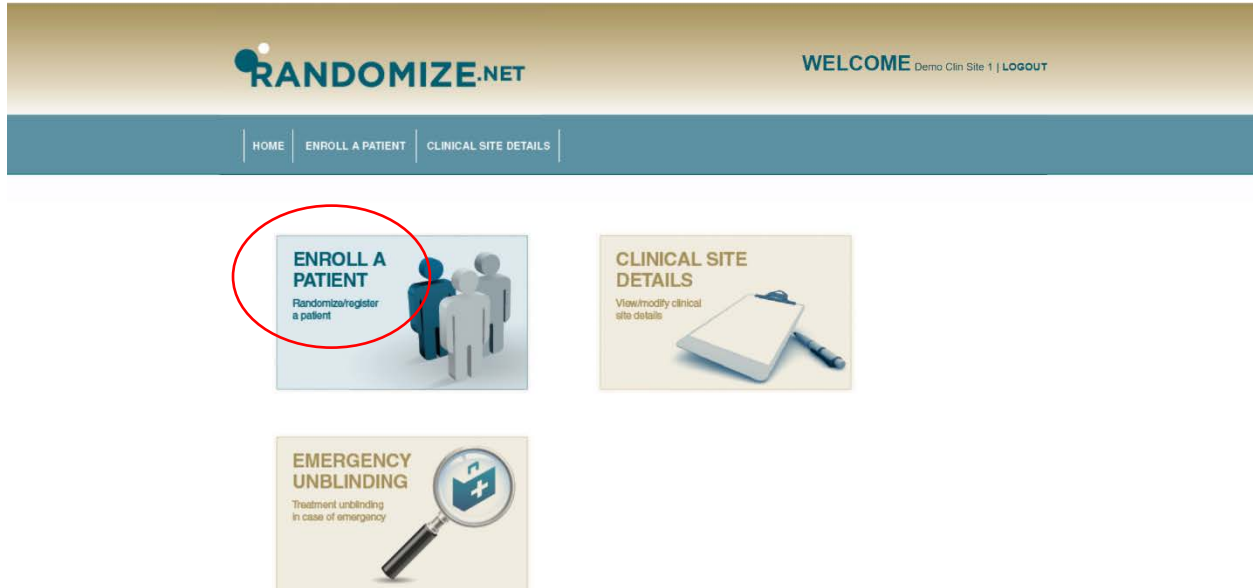 RANDOMIZE.NET
WELCOME Demo Clin Site 1 | LOGOUT
HOME
ENROLL A PATIENT
CLINICAL SITE DETAILS
ENROLL A
PATIENT
Randomize/register
a patient
CLINICAL SITE
DETAILS
View/modify clinical
site details
EMERGENCY
UNBLINDING
Treatment unblinding
in case of emergency